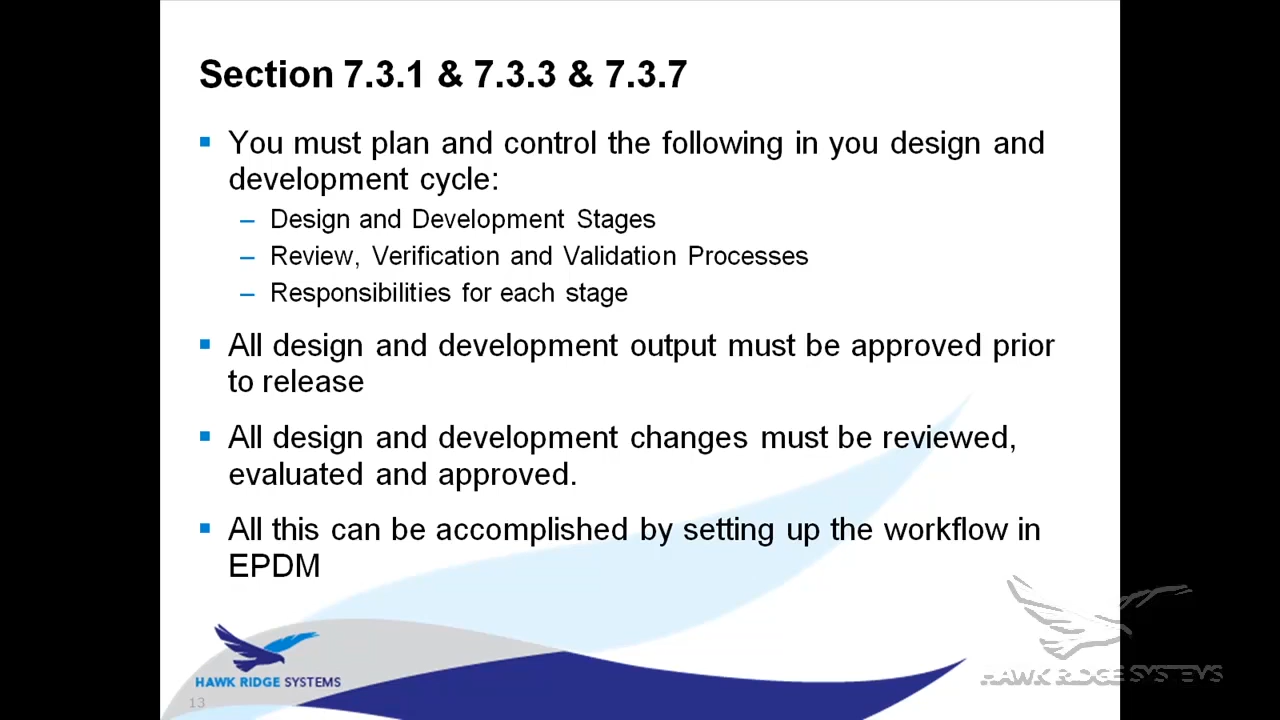 Section 7.3.1 & 7.3.3 & 7.3.7
You must plan and control the following in you design and
development cycle:
– Design and Development Stages
– Review, Verification and Validation Processes
– Responsibilities for each stage
All design and development output must be approved prior
to release
All design and development changes must be reviewed,
evaluated and approved.
All this can be accomplished by setting up the workflow in
EPDM
HAWK RIDGE SYSTEMS
HAWK RIDGE SYSTEMS
13